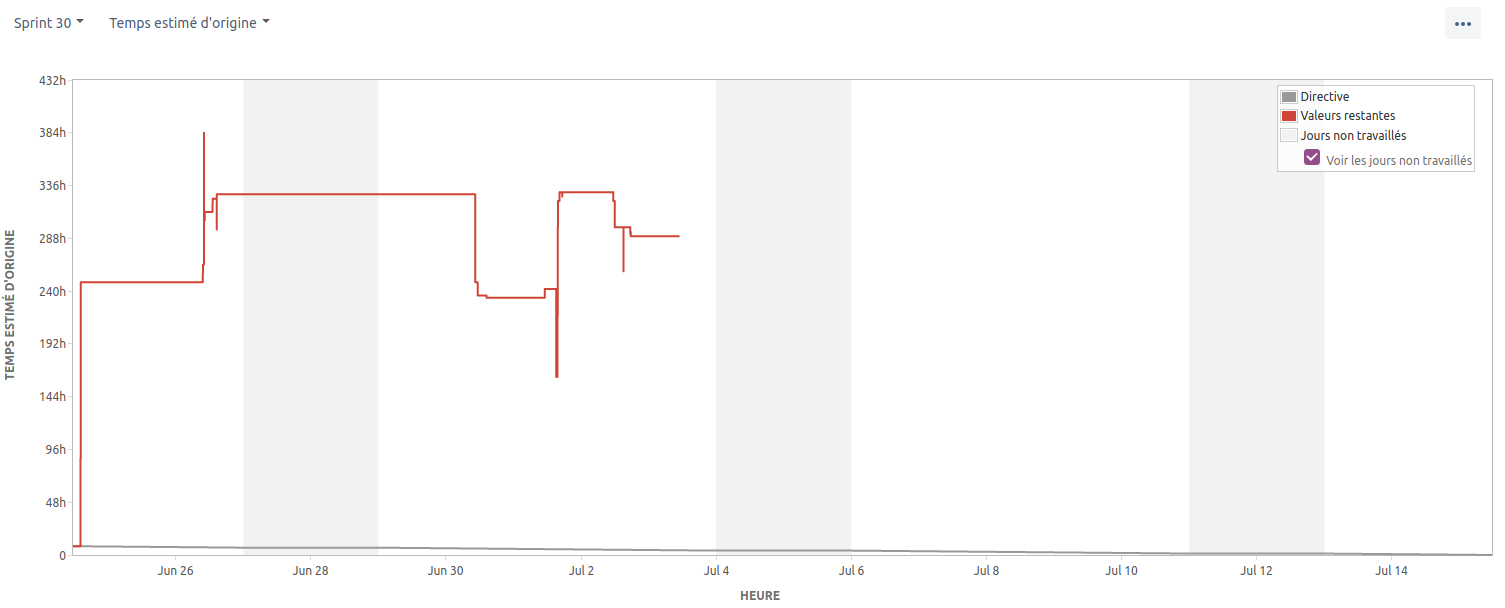 Sprint 30 Temps estimé d'origine
432h
Directive
Valeurs restantes
Jours non travaillés
Voir les jours non travaillés
384h
336h
288h
240h
192h
144h
96h
48h
0
TEMPS ESTIMÉ D'ORIGINE
Jun 26 Jun 28 Jun 30 Jul 2 Jul 4 Jul 6 Jul 8 Jul 10 Jul 12 Jul 14
HEURE